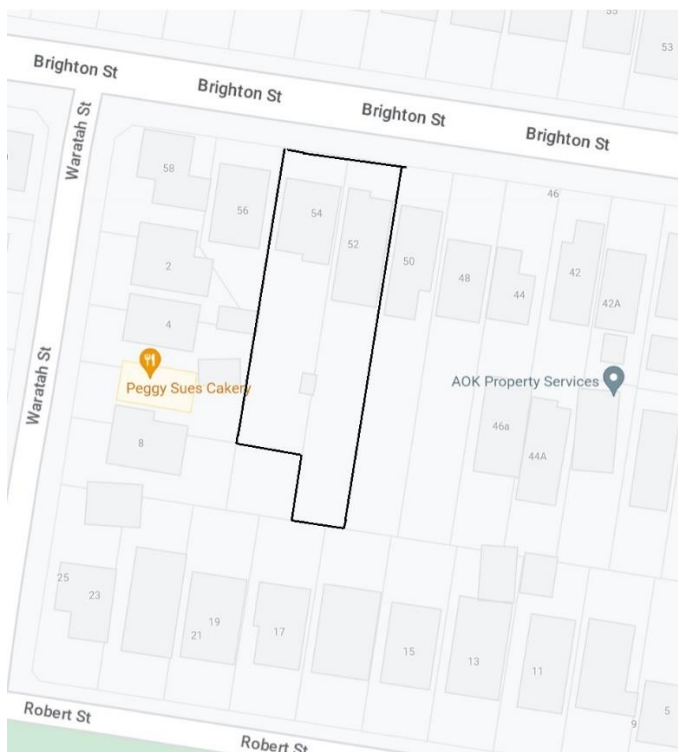 55
53
Brighton St
Brighton St
Brighton St
Brighton St
Waratah St
58
56
54
52
50
48
46
44
42
42A
2
4
Peggy Sues Cakery
AOK Property Services
Waratah St
8
46a
44A
25
23
21
19
17
15
13
11
9
5
Robert St
Robert St